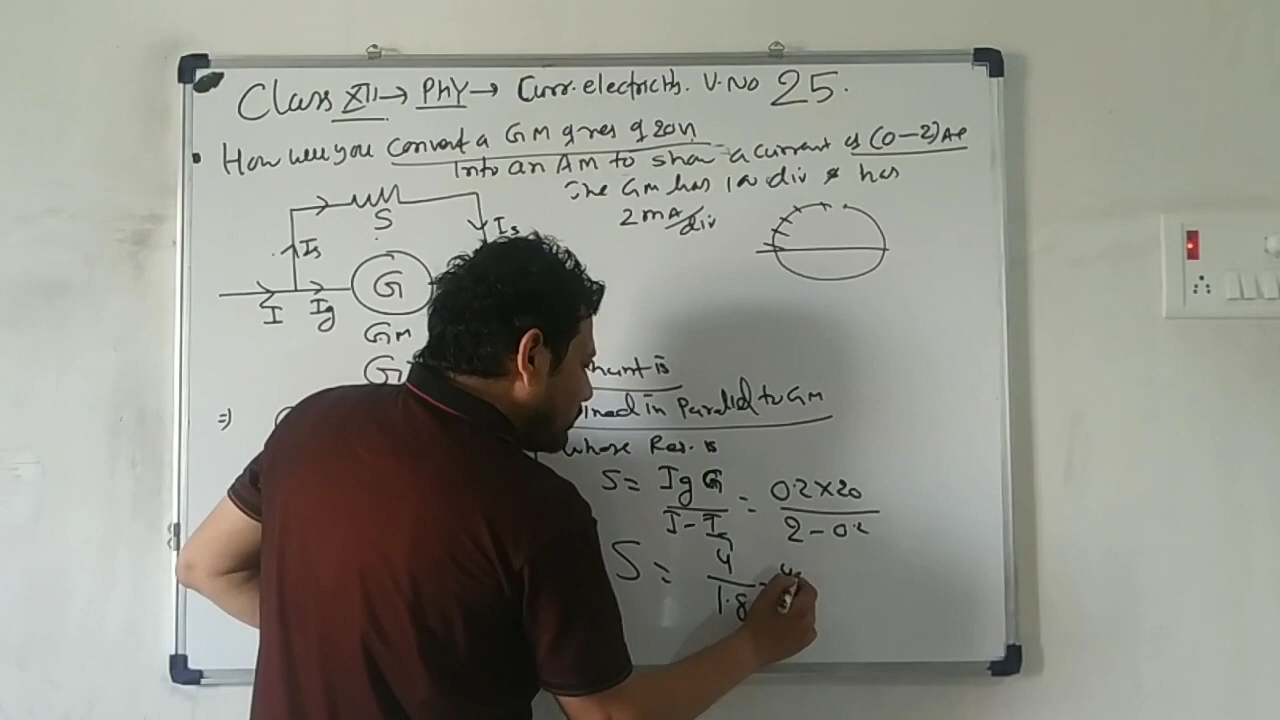 Class XII → PHY → Curr. electricity. V.No 25.
• How will you convert a GM of res of 20Ω
into an AM to show a current of (0-2) Ap
The GM has 100 div & has
2mA/div
S
Is
Is
G
I Ig
GM
G
Shunt is
joined in Parallel to GM
⇒
whose Res. is
S = IgG/I-Ig = 0.2×20/2-0.2
S = 4/1.8 = 4